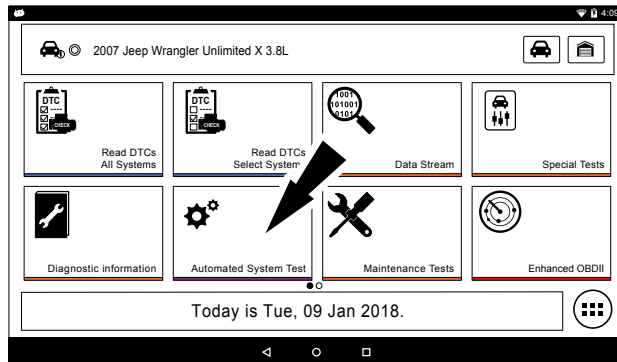 4:09
2007 Jeep Wrangler Unlimited X 3.8L
DTC
CHECK
Read DTCs
All Systems
DTC
CHECK
Read DTCs
Select System
1001
101001
0101
Data Stream
Special Tests
Diagnostic information
Automated System Test
Maintenance Tests
Enhanced OBDII
Today is Tue, 09 Jan 2018.